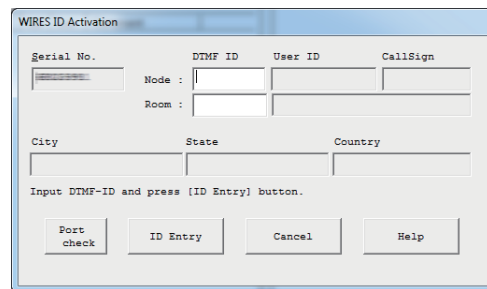 WIRES ID Activation
Serial No. DTMF ID User ID CallSign
Node :
Room :
City State Country
Input DTMF-ID and press [ID Entry] button.
Port check ID Entry Cancel Help